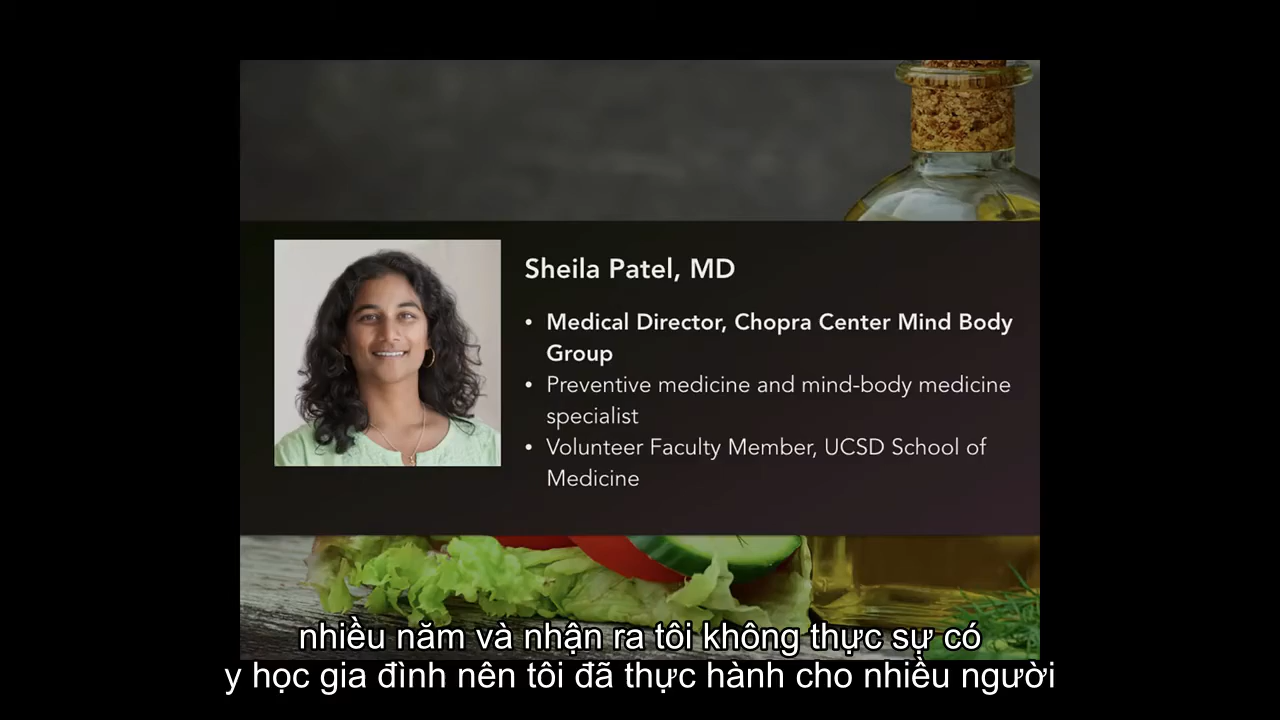 Sheila Patel, MD
• Medical Director, Chopra Center Mind Body
Group
• Preventive medicine and mind-body medicine
specialist
• Volunteer Faculty Member, UCSD School of
Medicine
nhiều năm và nhận ra tôi không thực sự có
y học gia đình nên tôi đã thực hành cho nhiều người